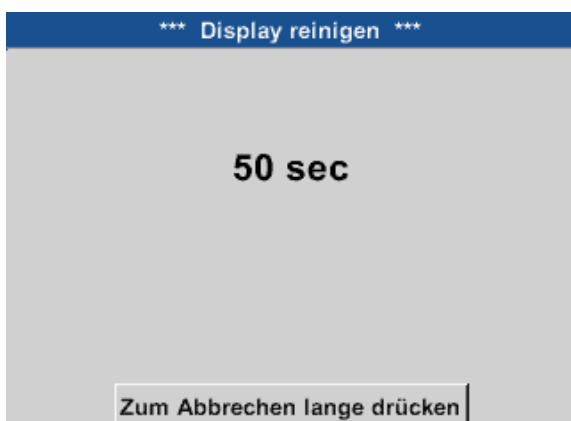 *** Display reinigen ***
50 sec
Zum Abbrechen lange drücken